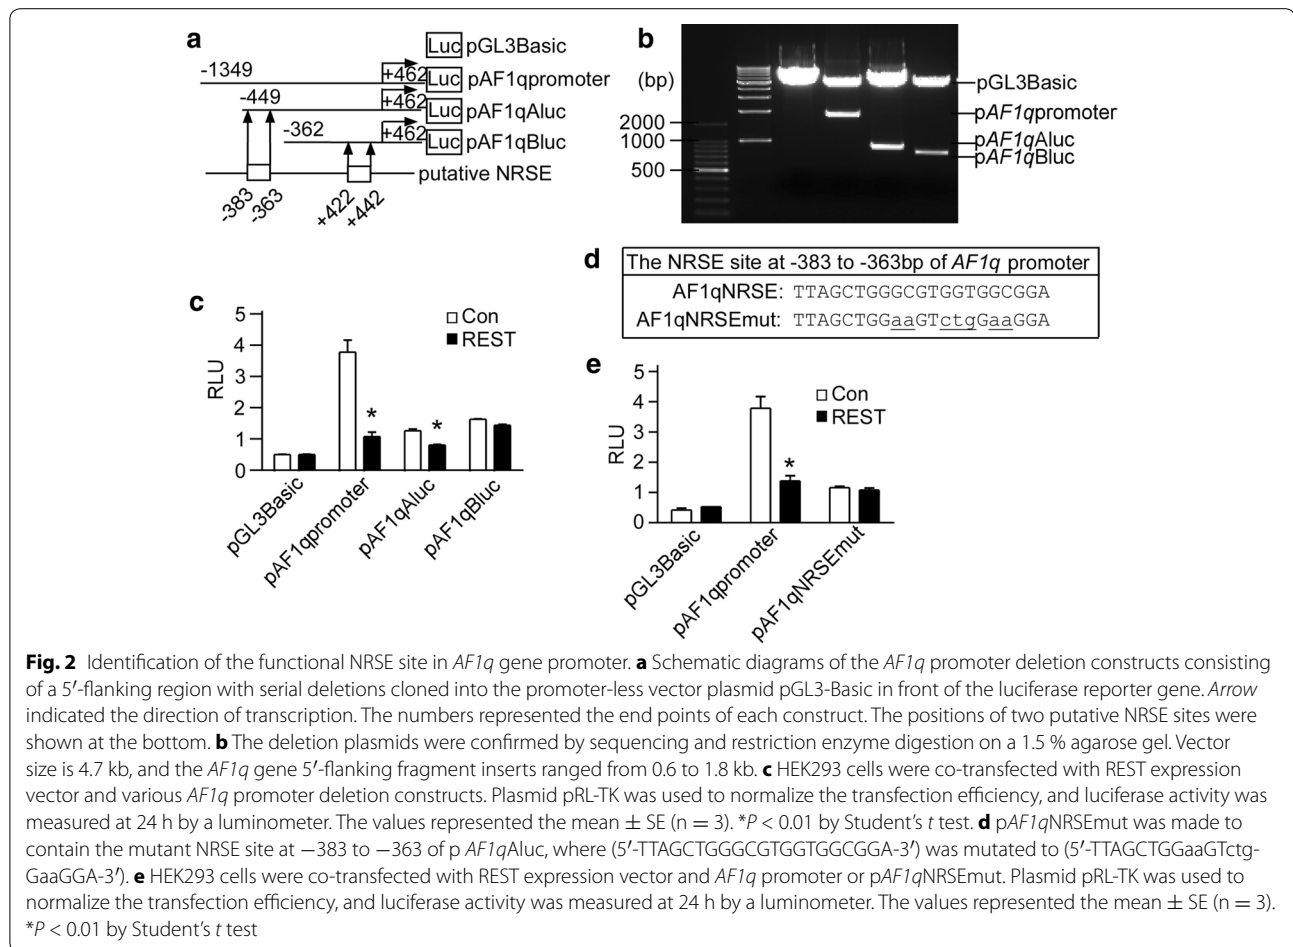 a
Luc pGL3Basic
-1349
+462 Luc pAF1qpromoter
-449
+462 Luc pAF1qAluc
-362
+462 Luc pAF1qBluc
putative NRSE
-383
-363
+422
+442
b
(bp)
2000
1000
500
pGL3Basic
pAF1qpromoter
pAF1qAluc
pAF1qBluc
c
RLU
5
4
3
2
1
0
Con
REST
*
*
pGL3Basic
pAF1qpromoter
pAF1qAluc
pAF1qBluc
d
The NRSE site at -383 to -363bp of AF1q promoter
AF1qNRSE: TTAGCTGGGCGTGGTGGCGGA
AF1qNRSEmut: TTAGCTGGaaGTctgGaaGGA
e
RLU
5
4
3
2
1
0
Con
REST
*
pGL3Basic
pAF1qpromoter
pAF1qNRSEmut
Fig. 2 Identification of the functional NRSE site in AF1q gene promoter. a Schematic diagrams of the AF1q promoter deletion constructs consisting
of a 5′-flanking region with serial deletions cloned into the promoter-less vector plasmid pGL3-Basic in front of the luciferase reporter gene. Arrow
indicated the direction of transcription. The numbers represented the end points of each construct. The positions of two putative NRSE sites were
shown at the bottom. b The deletion plasmids were confirmed by sequencing and restriction enzyme digestion on a 1.5 % agarose gel. Vector
size is 4.7 kb, and the AF1q gene 5′-flanking fragment inserts ranged from 0.6 to 1.8 kb. c HEK293 cells were co-transfected with REST expression
vector and various AF1q promoter deletion constructs. Plasmid pRL-TK was used to normalize the transfection efficiency, and luciferase activity was
measured at 24 h by a luminometer. The values represented the mean ± SE (n = 3). *P < 0.01 by Student's t test. d pAF1qNRSEmut was made to
contain the mutant NRSE site at −383 to −363 of p AF1qAluc, where (5′-TTAGCTGGGCGTGGTGGCGGA-3′) was mutated to (5′-TTAGCTGGaaGTctg-
GaaGGA-3′). e HEK293 cells were co-transfected with REST expression vector and AF1q promoter or pAF1qNRSEmut. Plasmid pRL-TK was used to
normalize the transfection efficiency, and luciferase activity was measured at 24 h by a luminometer. The values represented the mean ± SE (n = 3).
*P < 0.01 by Student's t test